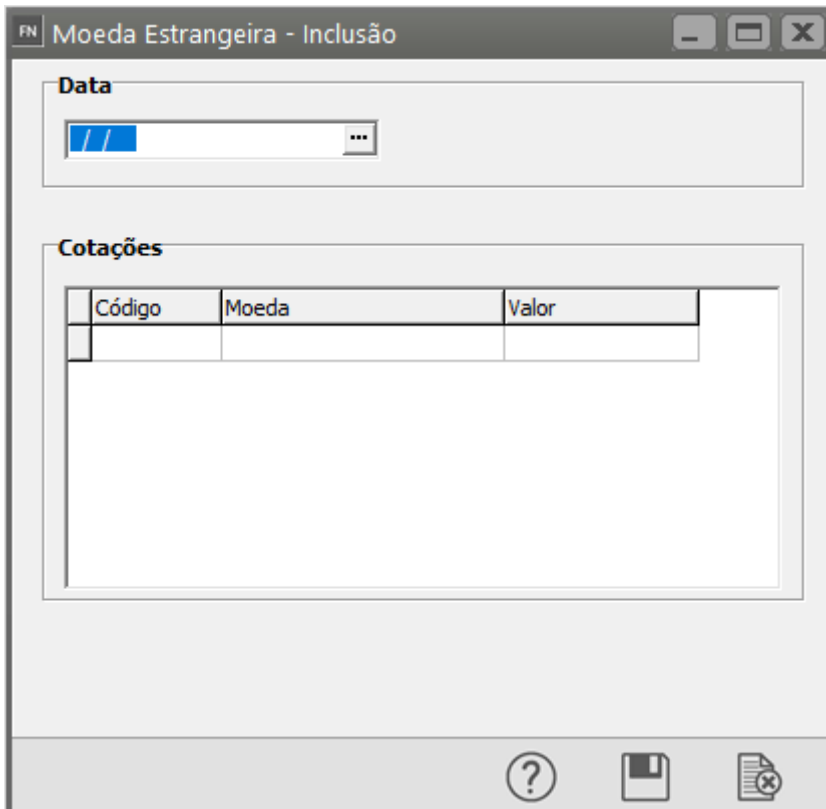 FN Moeda Estrangeira - Inclusão
Data
/ /
...
Cotações
Código Moeda Valor
?